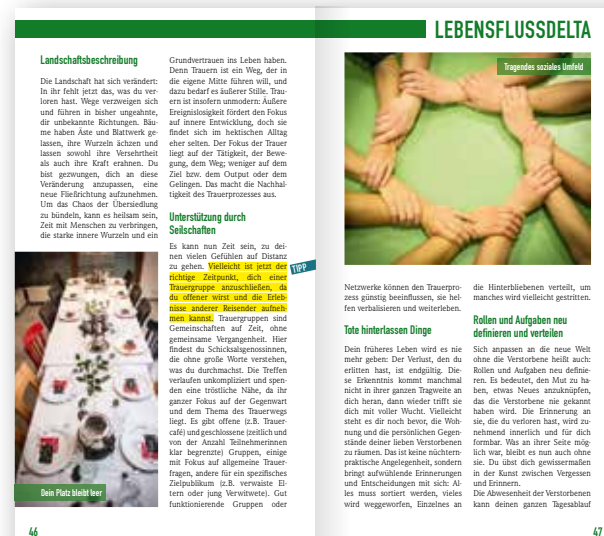 LEBENSFLUSSDELTA
Landschaftsbeschreibung
Die Landschaft hat sich verändert:
In ihr fehlt jetzt das, was du ver-
loren hast. Wege verzweigen sich
und führen in bisher ungeahnte,
dir unbekannte Richtungen. Bäu-
me haben Äste und Blattwerk ge-
lassen, ihre Wurzeln ächzen und
lassen sowohl ihre Versehrtheit
als auch ihre Kraft erahnen. Du
bist gezwungen, dich an diese
Veränderung anzupassen, eine
neue Fließrichtung aufzunehmen.
Um das Chaos der Übersiedlung
zu bündeln, kann es heilsam sein,
Zeit mit Menschen zu verbringen,
die starke innere Wurzeln und ein
Dein Platz bleibt leer
46
Grundvertrauen ins Leben haben.
Denn Trauern ist ein Weg, der in
die eigene Mitte führen will, und
dazu bedarf es äußerer Stille. Trau-
ern ist insofern unmodern: Äußere
Ereignislosigkeit fördert den Fokus
auf innere Entwicklung, doch sie
findet sich im hektischen Alltag
eher selten. Der Fokus der Trauer
liegt auf der Tätigkeit, der Bewe-
gung, dem Weg; weniger auf dem
Ziel bzw. dem Output oder dem
Gelingen. Das macht die Nachhal-
tigkeit des Trauerprozesses aus.
Unterstützung durch
Seilschaften
Es kann nun Zeit sein, zu dei-
nen vielen Gefühlen auf Distanz
zu gehen. Vielleicht ist jetzt der
richtige Zeitpunkt, dich einer
Trauergruppe anzuschließen, da
du offener wirst und die Erleb-
nisse anderer Reisender aufneh-
men kannst. Trauergruppen sind
Gemeinschaften auf Zeit, ohne
gemeinsame Vergangenheit. Hier
findest du Schicksalsgenossinnen,
die ohne große Worte verstehen,
was du durchmachst. Die Treffen
verlaufen unkompliziert und spen-
den eine tröstliche Nähe, da ihr
ganzer Fokus auf der Gegenwart
und dem Thema des Trauerwegs
liegt. Es gibt offene (z.B. Trauer-
café) und geschlossene (zeitlich und
von der Anzahl Teilnehmerinnen
klar begrenzte) Gruppen, einige
mit Fokus auf allgemeine Trauer-
fragen, andere für ein spezifisches
Zielpublikum (z.B. verwaiste El-
tern oder jung Verwitwete). Gut
funktionierende Gruppen oder
TIPP
Tragendes soziales Umfeld
Netzwerke können den Trauerpro-
zess günstig beeinflussen, sie hel-
fen verbalisieren und weiterleben.
Tote hinterlassen Dinge
Dein früheres Leben wird es nie
mehr geben: Der Verlust, den du
erlitten hast, ist endgültig. Die-
se Erkenntnis kommt manchmal
nicht in ihrer ganzen Tragweite an
dich heran, dann wieder trifft sie
dich mit voller Wucht. Vielleicht
steht es dir noch bevor, die Woh-
nung und die persönlichen Gegen-
stände deiner lieben Verstorbenen
zu räumen. Das ist keine nüchtern-
praktische Angelegenheit, sondern
bringt aufwühlende Erinnerungen
und Entscheidungen mit sich: Al-
les muss sortiert werden, vieles
wird weggeworfen, Einzelnes an
die Hinterbliebenen verteilt, um
manches wird vielleicht gestritten.
Rollen und Aufgaben neu
definieren und verteilen
Sich anpassen an die neue Welt
ohne die Verstorbene heißt auch:
Rollen und Aufgaben neu definie-
ren. Es bedeutet, den Mut zu ha-
ben, etwas Neues anzuknüpfen,
das die Verstorbene nie gekannt
haben wird. Die Erinnerung an
sie, die du verloren hast, wird zu-
nehmend innerlich und für dich
formbar. Was an ihrer Seite mög-
lich war, bleibt es nun auch ohne
sie. Du übst dich gewissermaßen
in der Kunst zwischen Vergessen
und Erinnern.
Die Abwesenheit der Verstorbenen
kann deinen ganzen Tagesablauf
47